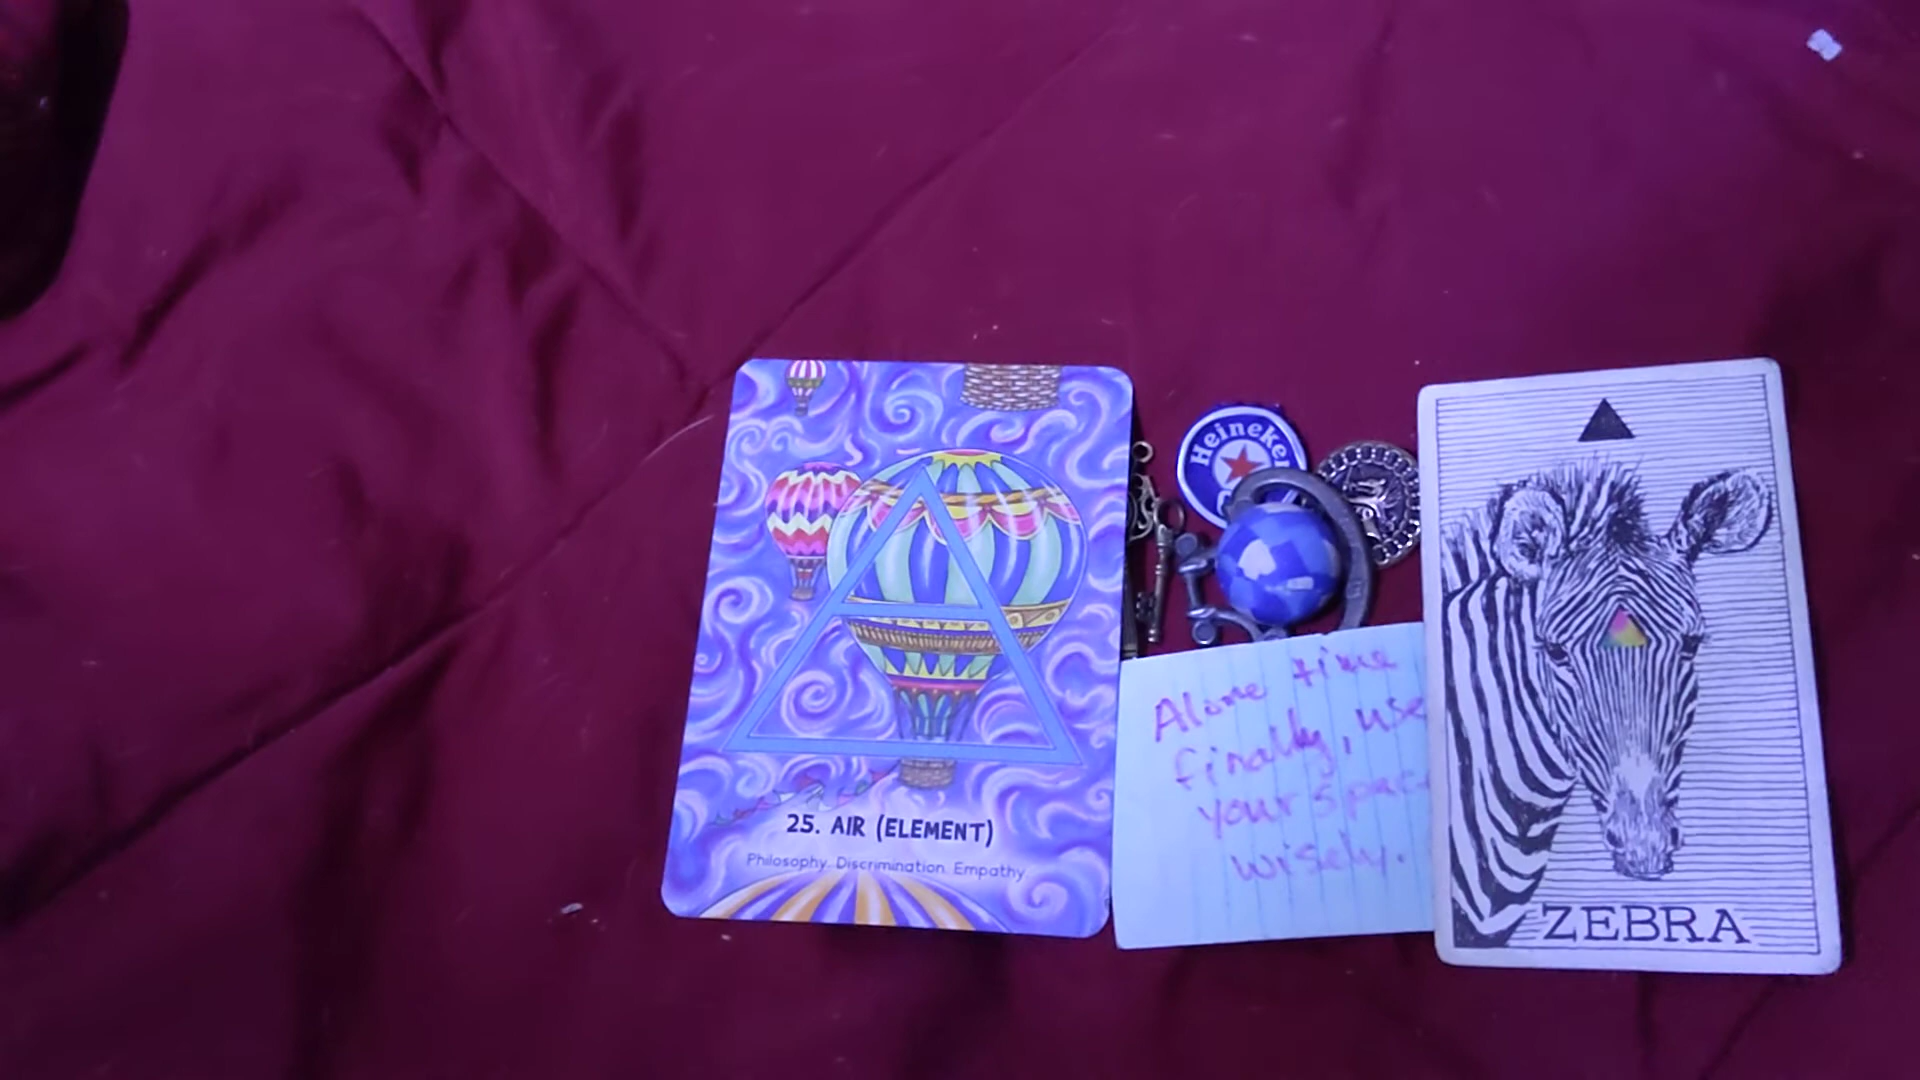 25. AIR (ELEMENT)
Philosophy. Discrimination. Empathy.
Heineken
Alone time
finally, use
your space
wisely.
ZEBRA